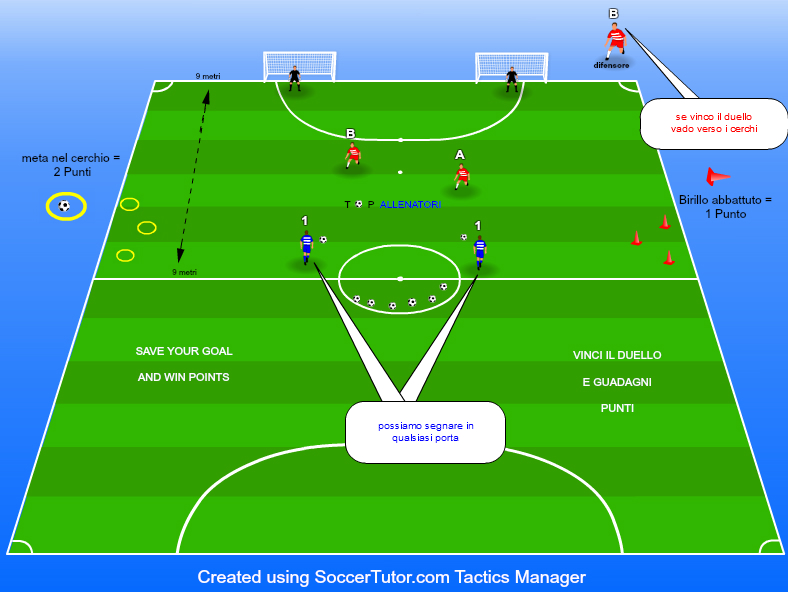 B
difensore
9 metri
se vinco il duello
vado verso i cerchi
B
A
meta nel cerchio =
2 Punti
Birillo abbattuto =
1 Punto
T P ALLENATORI
1
1
9 metri
SAVE YOUR GOAL
AND WIN POINTS
VINCI IL DUELLO
E GUADAGNI
PUNTI
possiamo segnare in
qualsiasi porta
Created using SoccerTutor.com Tactics Manager